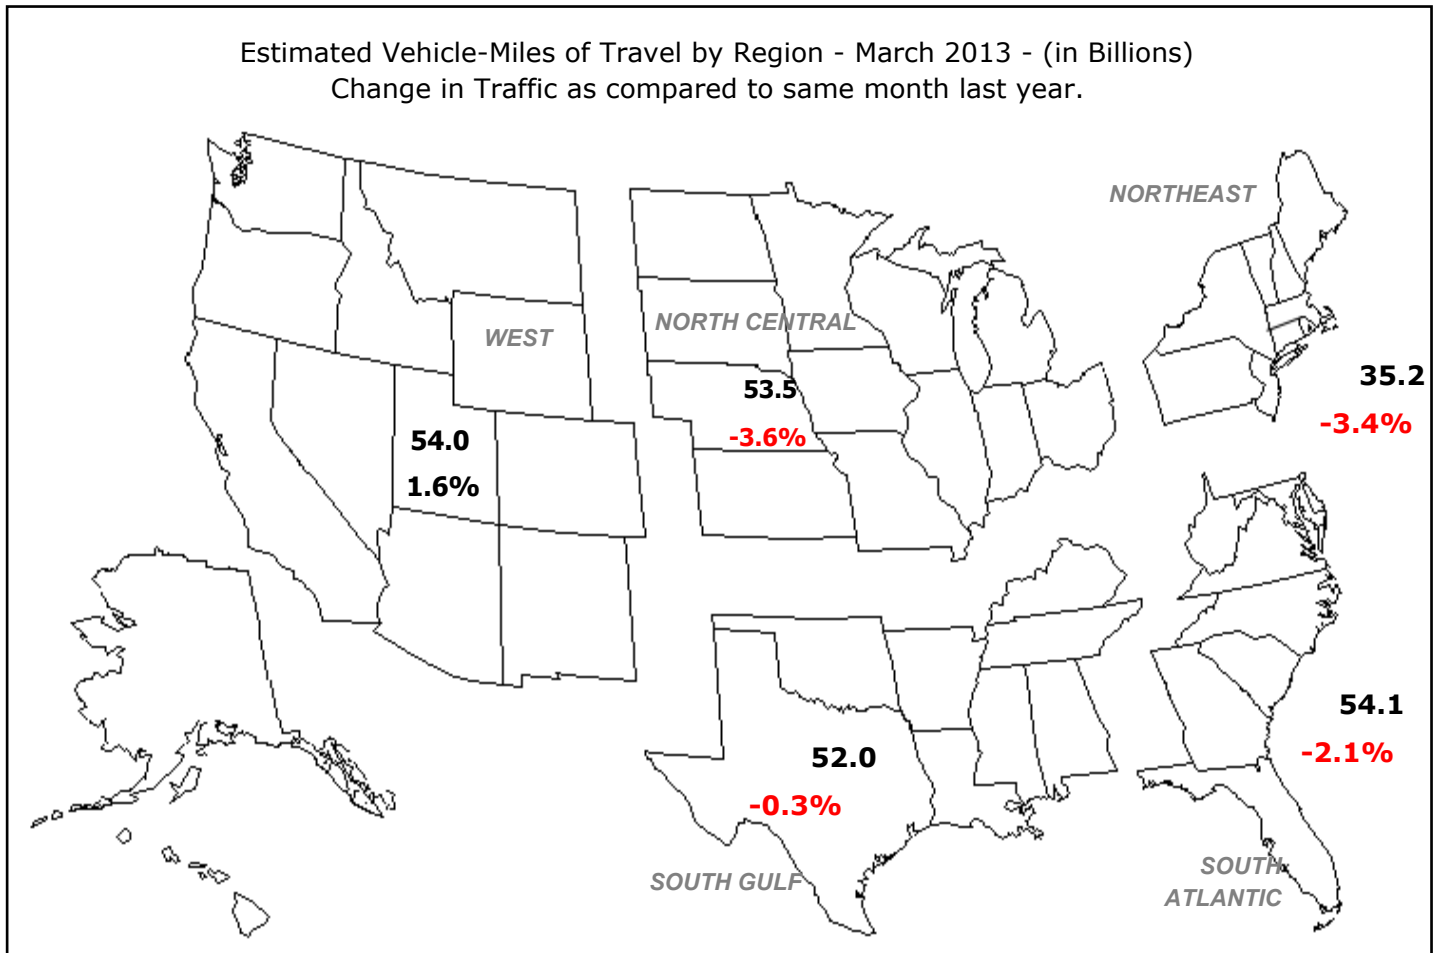 Estimated Vehicle-Miles of Travel by Region - March 2013 - (in Billions)
Change in Traffic as compared to same month last year.
NORTHEAST
WEST
NORTH CENTRAL
35.2
-3.4%
53.5
-3.6%
54.0
1.6%
54.1
-2.1%
52.0
-0.3%
SOUTH GULF
SOUTH
ATLANTIC